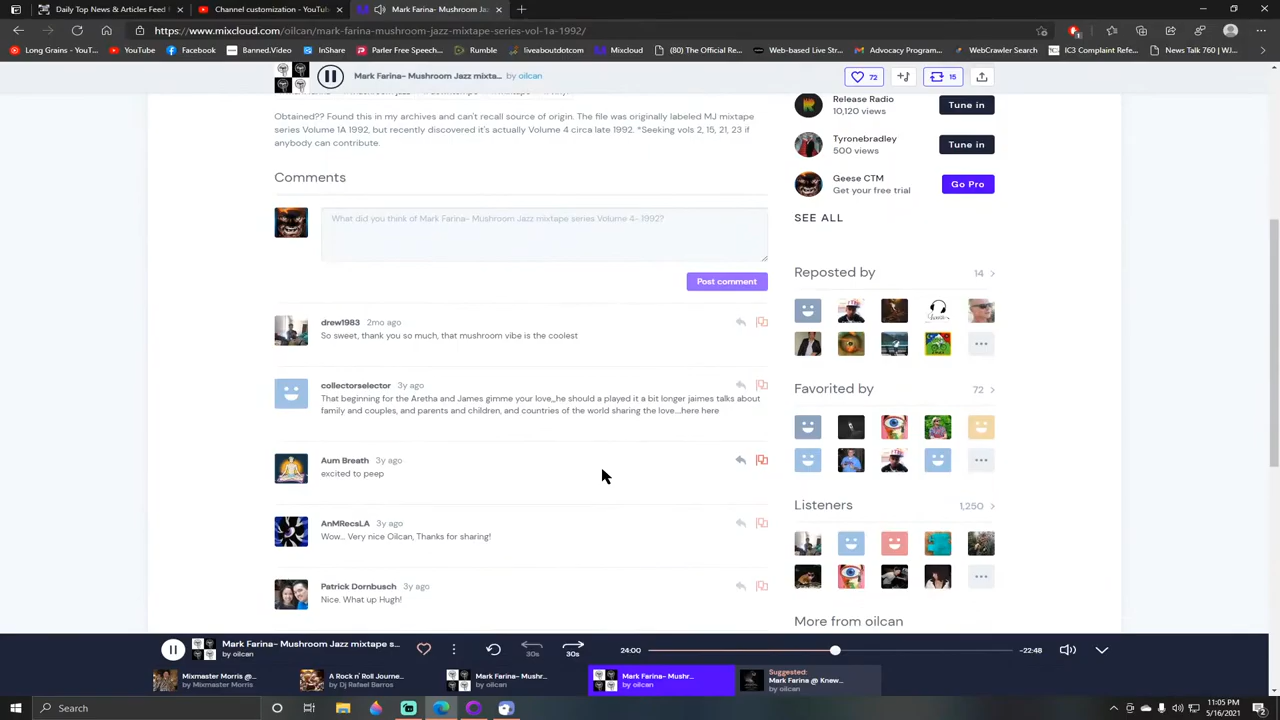 Daily Top News & Articles Feed
Channel customization - YouTub
Mark Farina- Mushroom Jazz
https://www.mixcloud.com/oilcan/mark-farina-mushroom-jazz-mixtape-series-vol-1a-1992/
Long Grains - YouTube
YouTube
Facebook
Banned.Video
InShare
Parler Free Speech...
Rumble
liveaboutdotcom
Mixcloud
(80) The Official Re...
Web-based Live Str...
Advocacy Program...
WebCrawler Search
IC3 Complaint Refe...
News Talk 760 | WJ...
Mark Farina- Mushroom Jazz mixta... by oilcan
72
15
Obtained?? Found this in my archives and can't recall source of origin. The file was originally labeled MJ mixtape
series Volume 1A 1992, but recently discovered it's actually Volume 4 circa late 1992. *Seeking vols 2, 15, 21, 23 if
anybody can contribute.
Comments
What did you think of Mark Farina- Mushroom Jazz mixtape series Volume 4- 1992?
Post comment
drew1983 2mo ago
So sweet, thank you so much, that mushroom vibe is the coolest
collectorselector 3y ago
That beginning for the Aretha and James gimme your love,,,he should a played it a bit longer jaimes talks about
family and couples, and parents and children, and countries of the world sharing the love....here here
Aum Breath 3y ago
excited to peep
AnMRecsLA 3y ago
Wow... Very nice Oilcan, Thanks for sharing!
Patrick Dornbusch 3y ago
Nice. What up Hugh!
Release Radio
10,120 views
Tune in
Tyronebradley
500 views
Tune in
Geese CTM
Get your free trial
Go Pro
SEE ALL
Reposted by 14
Favorited by 72
Listeners 1,250
More from oilcan
Mark Farina- Mushroom Jazz mixtape s...
by oilcan
30s
30s
24:00
-22:48
Mixmaster Morris @...
by Mixmaster Morris
A Rock n' Roll Journe...
by Dj Rafael Barros
Mark Farina- Mushr...
by oilcan
Mark Farina- Mushr...
by oilcan
Suggested:
Mark Farina @ Knew...
by oilcan
Search
11:05 PM
5/16/2021
2